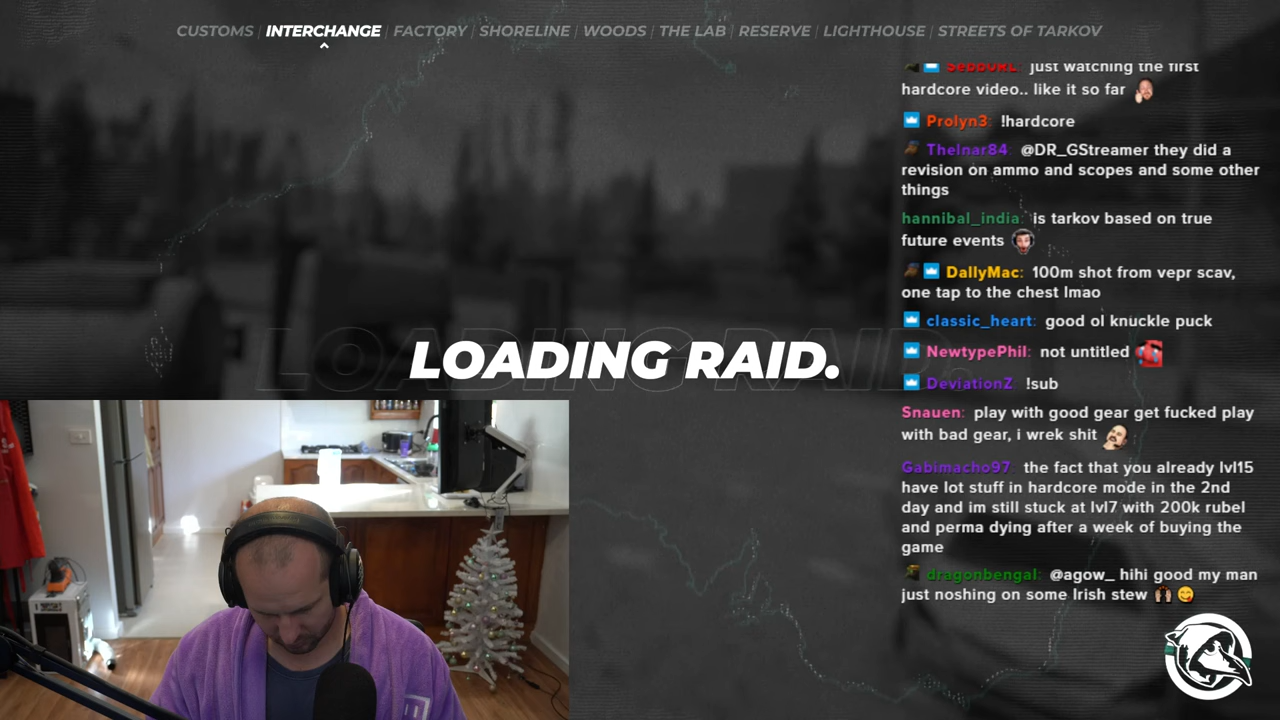 CUSTOMS / INTERCHANGE / FACTORY / SHORELINE / WOODS / THE LAB / RESERVE / LIGHTHOUSE / STREETS OF TARKOV
just watching the first
hardcore video.. like it so far
Prolyn3: !hardcore
TheInar84: @DR_GStreamer they did a
revision on ammo and scopes and some other
things
hannibal_india: is tarkov based on true
future events
DallyMac: 100m shot from vepr scav,
one tap to the chest lmao
classic_heart: good ol knuckle puck
LOADING RAID.
NewtypePhil: not untitled
DeviationZ !sub
Snauen: play with good gear get fucked play
with bad gear, i wrek shit
Gabimacho97: the fact that you already lvl15
have lot stuff in hardcore mode in the 2nd
day and im still stuck at lvl7 with 200k rubel
and perma dying after a week of buying the
game
dragonbengal: @agow_ hihi good my man
just noshing on some Irish stew